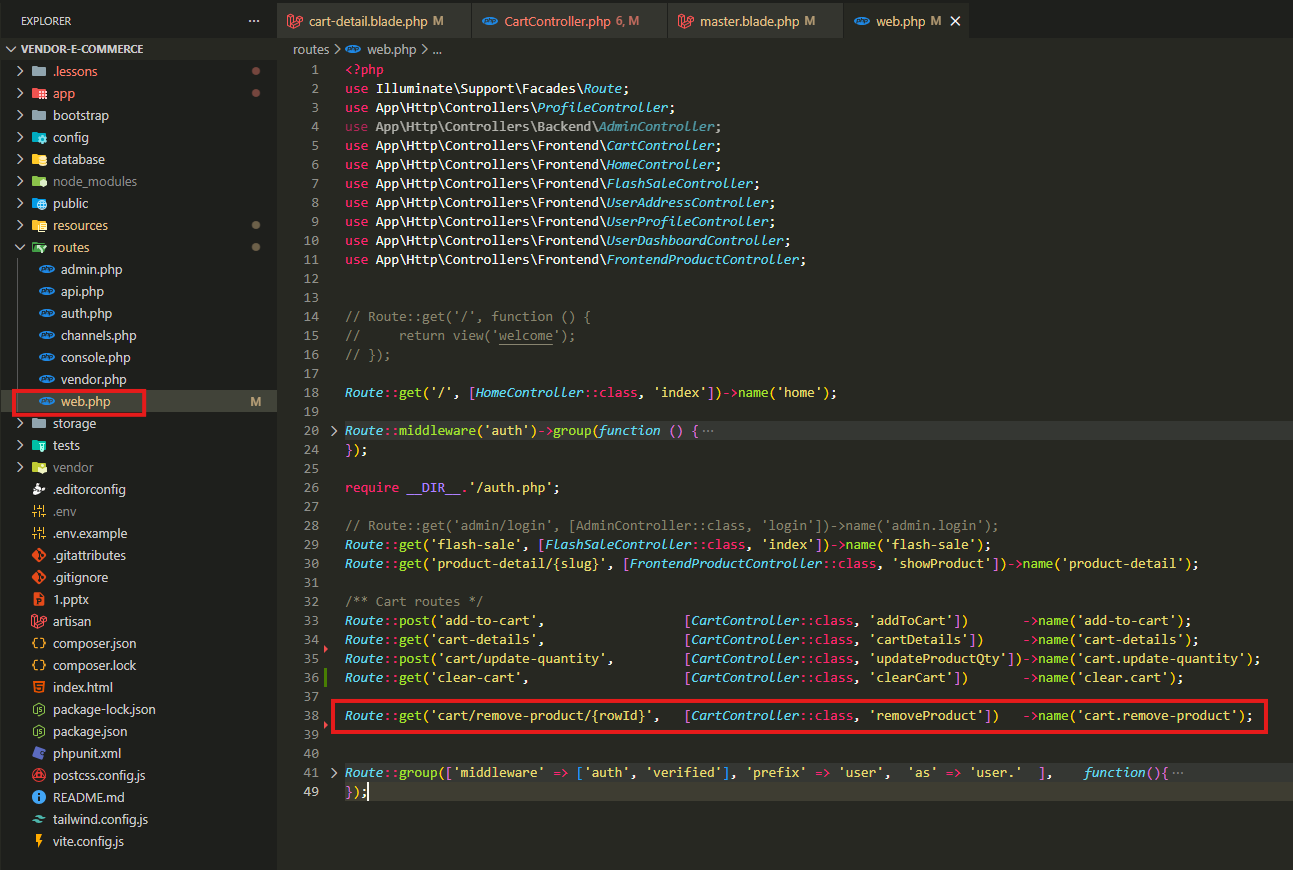 EXPLORER
...
VENDOR-E-COMMERCE
.lessons
app
bootstrap
config
database
node_modules
public
resources
routes
admin.php
api.php
auth.php
channels.php
console.php
vendor.php
web.php M
storage
tests
vendor
.editorconfig
.env
.env.example
.gitattributes
.gitignore
1.pptx
artisan
composer.json
composer.lock
index.html
package-lock.json
package.json
phpunit.xml
postcss.config.js
README.md
tailwind.config.js
vite.config.js
cart-detail.blade.php M
CartController.php 6, M
master.blade.php M
web.php M
routes > web.php > ...
1 <?php
2 use Illuminate\Support\Facades\Route;
3 use App\Http\Controllers\ProfileController;
4 use App\Http\Controllers\Backend\AdminController;
5 use App\Http\Controllers\Frontend\CartController;
6 use App\Http\Controllers\Frontend\HomeController;
7 use App\Http\Controllers\Frontend\FlashSaleController;
8 use App\Http\Controllers\Frontend\UserAddressController;
9 use App\Http\Controllers\Frontend\UserProfileController;
10 use App\Http\Controllers\Frontend\UserDashboardController;
11 use App\Http\Controllers\Frontend\FrontendProductController;
12
13
14 // Route::get('/', function () {
15 //     return view('welcome');
16 // });
17
18 Route::get('/', [HomeController::class, 'index'])->name('home');
19
20 Route::middleware('auth')->group(function () { ...
24 });
25
26 require __DIR__.'/auth.php';
27
28 // Route::get('admin/login', [AdminController::class, 'login'])->name('admin.login');
29 Route::get('flash-sale', [FlashSaleController::class, 'index'])->name('flash-sale');
30 Route::get('product-detail/{slug}', [FrontendProductController::class, 'showProduct'])->name('product-detail');
31
32 /** Cart routes */
33 Route::post('add-to-cart', [CartController::class, 'addToCart']) ->name('add-to-cart');
34 Route::get('cart-details', [CartController::class, 'cartDetails']) ->name('cart-details');
35 Route::post('cart/update-quantity', [CartController::class, 'updateProductQty'])->name('cart.update-quantity');
36 Route::get('clear-cart', [CartController::class, 'clearCart']) ->name('clear.cart');
37
38 Route::get('cart/remove-product/{rowId}', [CartController::class, 'removeProduct']) ->name('cart.remove-product');
39
40
41 Route::group(['middleware' => ['auth', 'verified'], 'prefix' => 'user', 'as' => 'user.' ], function(){ ...
49 });